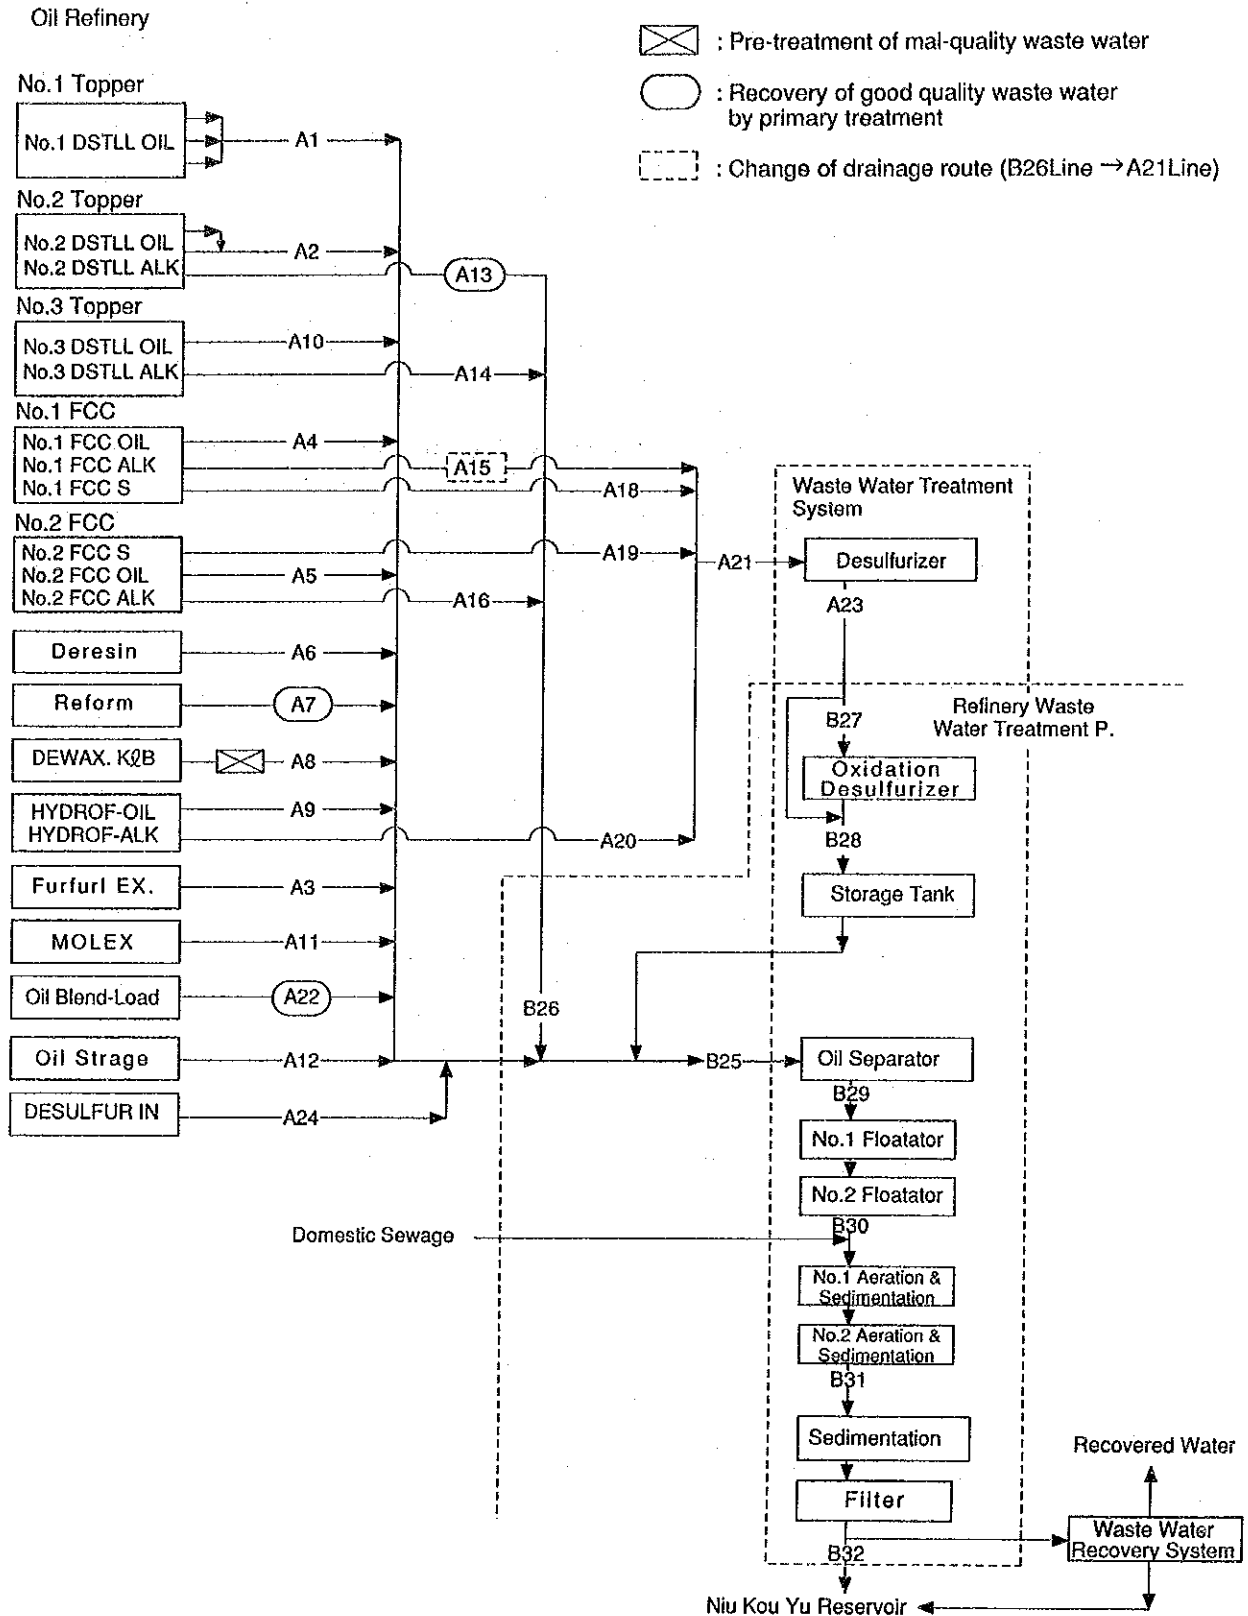 Oil Refinery
: Pre-treatment of mal-quality waste water
: Recovery of good quality waste water
by primary treatment
: Change of drainage route (B26Line →A21Line)
No.1 Topper
No.1 DSTLL OIL
A1
No.2 Topper
No.2 DSTLL OIL
A2
No.2 DSTLL ALK
A13
No.3 Topper
No.3 DSTLL OIL
A10
No.3 DSTLL ALK
A14
No.1 FCC
No.1 FCC OIL
A4
No.1 FCC ALK
A15
No.1 FCC S
A18
No.2 FCC
No.2 FCC S
A19
No.2 FCC OIL
A5
No.2 FCC ALK
A16
Deresin
A6
Reform
A7
DEWAX. KℓB
A8
HYDROF-OIL
A9
HYDROF-ALK
A20
Furfurl EX.
A3
MOLEX
A11
Oil Blend-Load
A22
Oil Strage
A12
DESULFUR IN
A24
B26
A21
B25
Waste Water Treatment
System
Desulfurizer
A23
Refinery Waste
Water Treatment P.
B27
Oxidation
Desulfurizer
B28
Storage Tank
Oil Separator
B29
No.1 Floatator
No.2 Floatator
B30
Domestic Sewage
No.1 Aeration &
Sedimentation
No.2 Aeration &
Sedimentation
B31
Sedimentation
Filter
B32
Recovered Water
Waste Water
Recovery System
Niu Kou Yu Reservoir